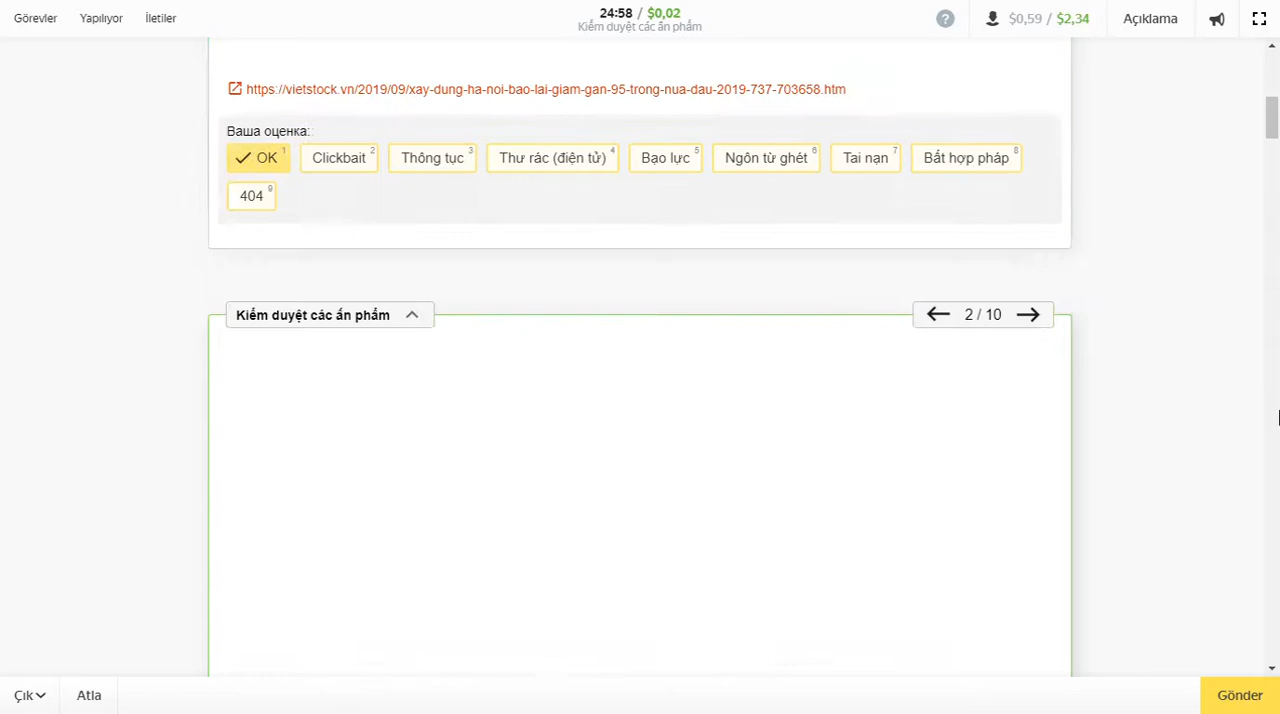 Görevler Yapılıyor İletiler 24:58 / $0,02 ? $0,59 / $2,34 Açıklama
Kiểm duyệt các ấn phẩm
https://vietstock.vn/2019/09/xay-dung-ha-noi-bao-lai-giam-gan-95-trong-nua-dau-2019-737-703658.htm
Ваша оценка:
OK 1 Clickbait 2 Thông tục 3 Thư rác (điện tử) 4 Bạo lực 5 Ngôn từ ghét 6 Tai nạn 7 Bất hợp pháp 8
404 9
Kiểm duyệt các ấn phẩm 2 / 10
Çık Atla Gönder